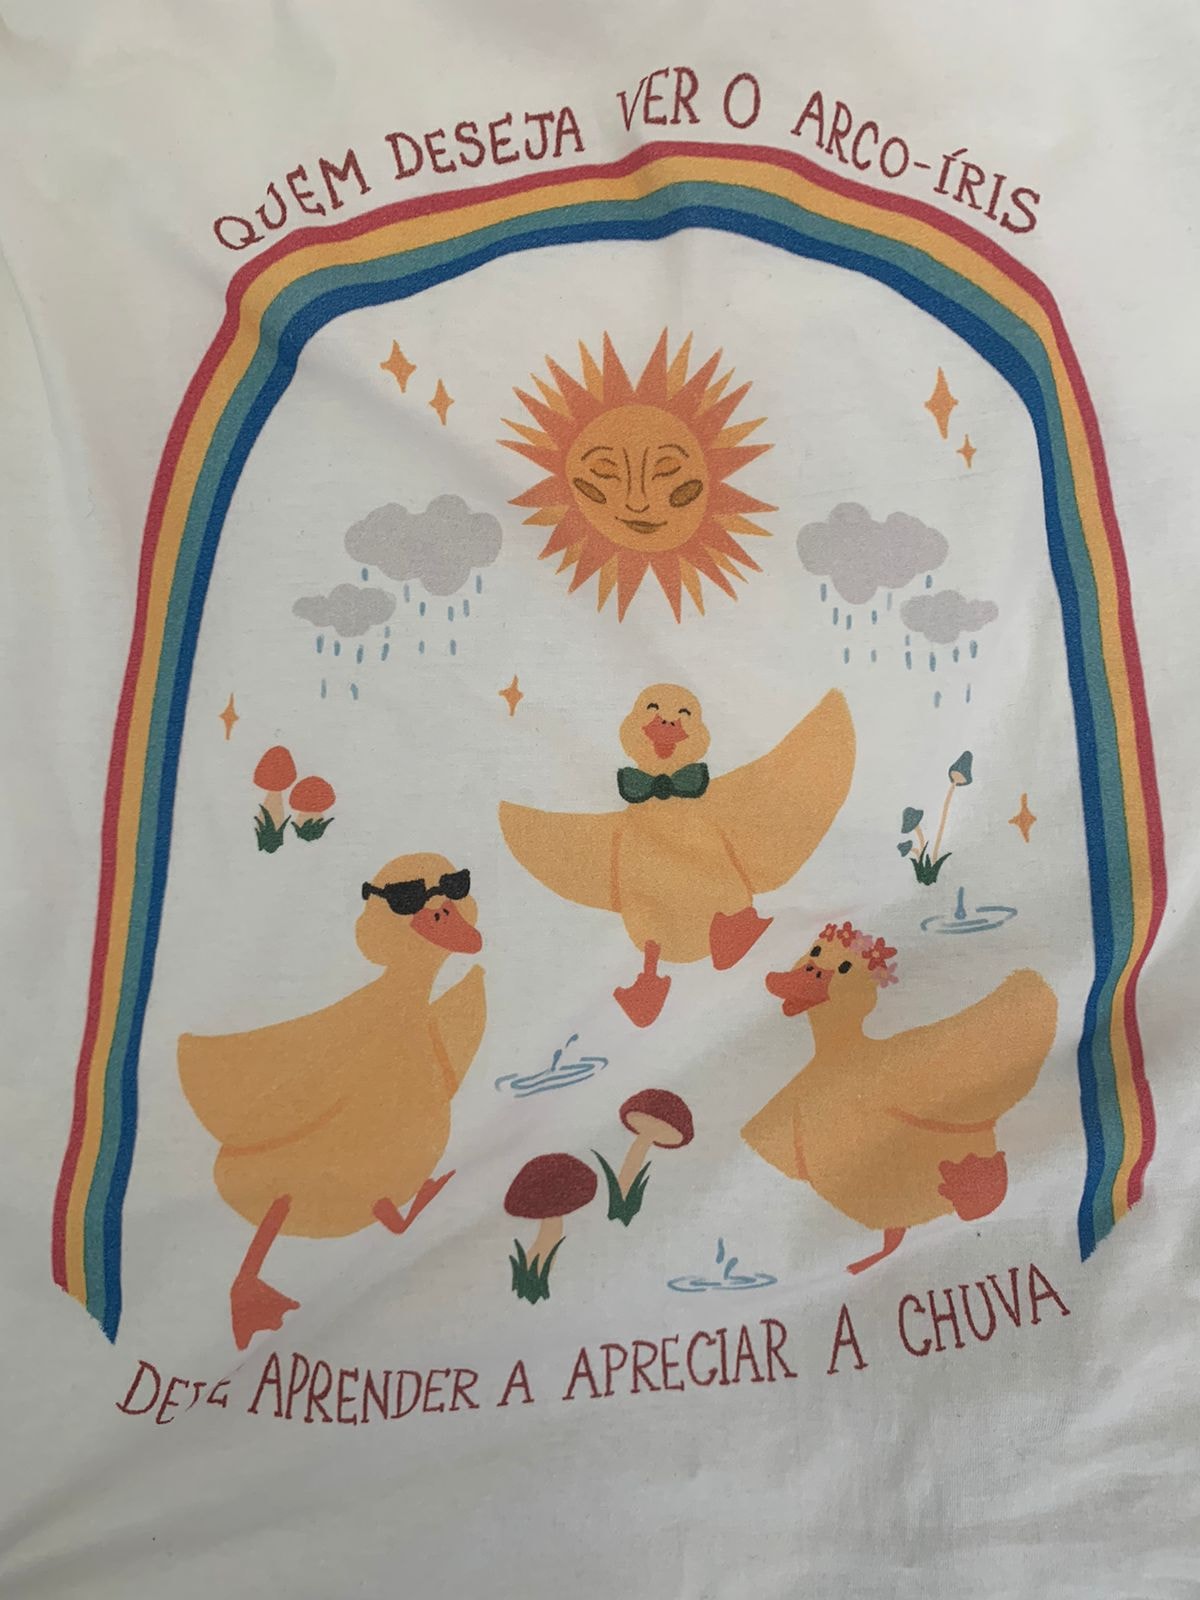 QUEM DESEJA VER O ARCO-ÍRIS
APRENDER A APRECIAR A CHUVA